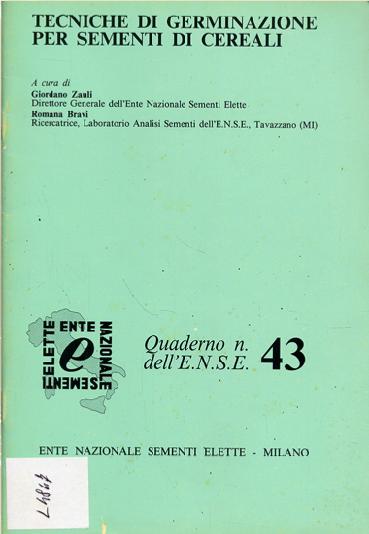 TECNICHE DI GERMINAZIONE
PER SEMENTI DI CEREALI
A cura di
Giordano Zauli
Direttore Generale dell'Ente Nazionale Sementi Elette
Romana Bravi
Ricercatrice, Laboratorio Analisi Sementi dell'E.N.S.E., Tavazzano (MI)
ENTE
NAZIONALE
SEMENTI
ELETTE
e
Quaderno n.
dell'E.N.S.E. 43
ENTE NAZIONALE SEMENTI ELETTE - MILANO